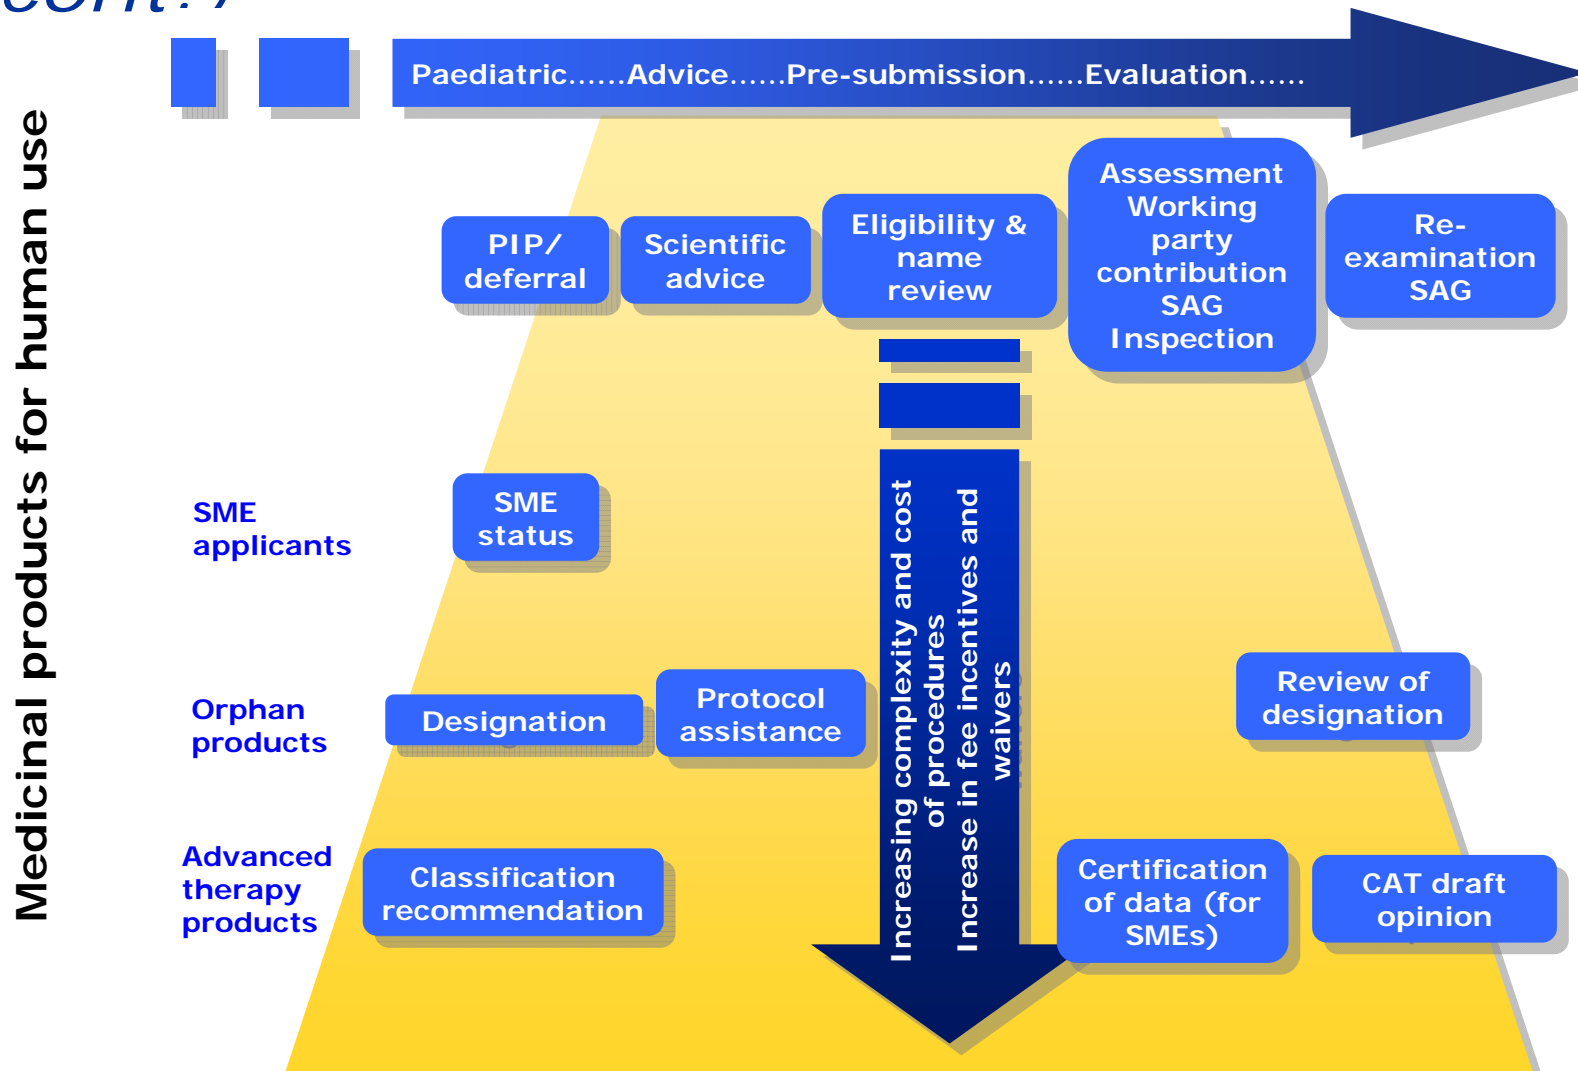 Paediatric......Advice......Pre-submission......Evaluation......
Medicinal products for human use
PIP/
deferral
Scientific
advice
Eligibility &
name
review
Assessment
Working
party
contribution
SAG
Inspection
Re-
examination
SAG
SME
applicants
SME
status
Increasing complexity and cost
of procedures
Increase in fee incentives and
waivers
Orphan
products
Designation
Protocol
assistance
Review of
designation
Advanced
therapy
products
Classification
recommendation
Certification
of data (for
SMEs)
CAT draft
opinion